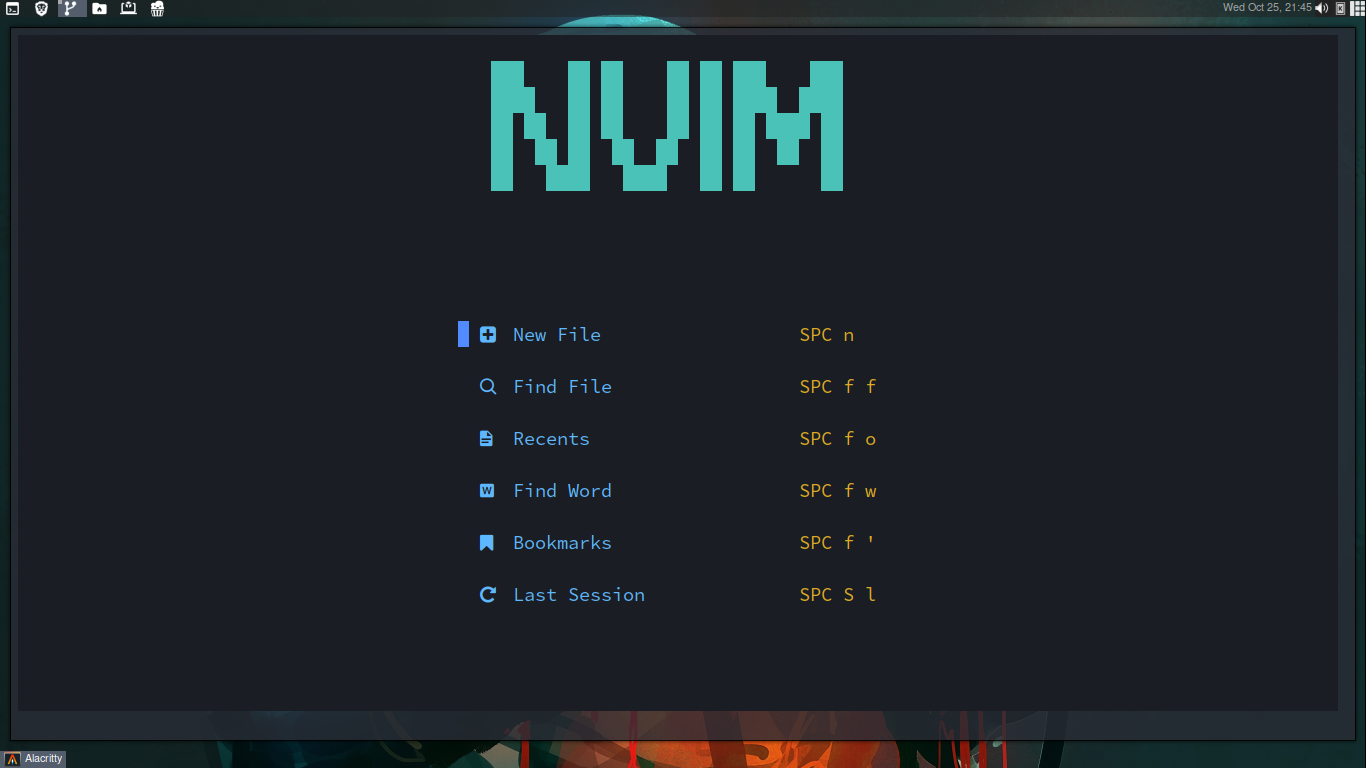 Wed Oct 25, 21:45
NVIM
New File SPC n
Find File SPC f f
Recents SPC f o
W Find Word SPC f w
Bookmarks SPC f '
Last Session SPC S l
Alacritty